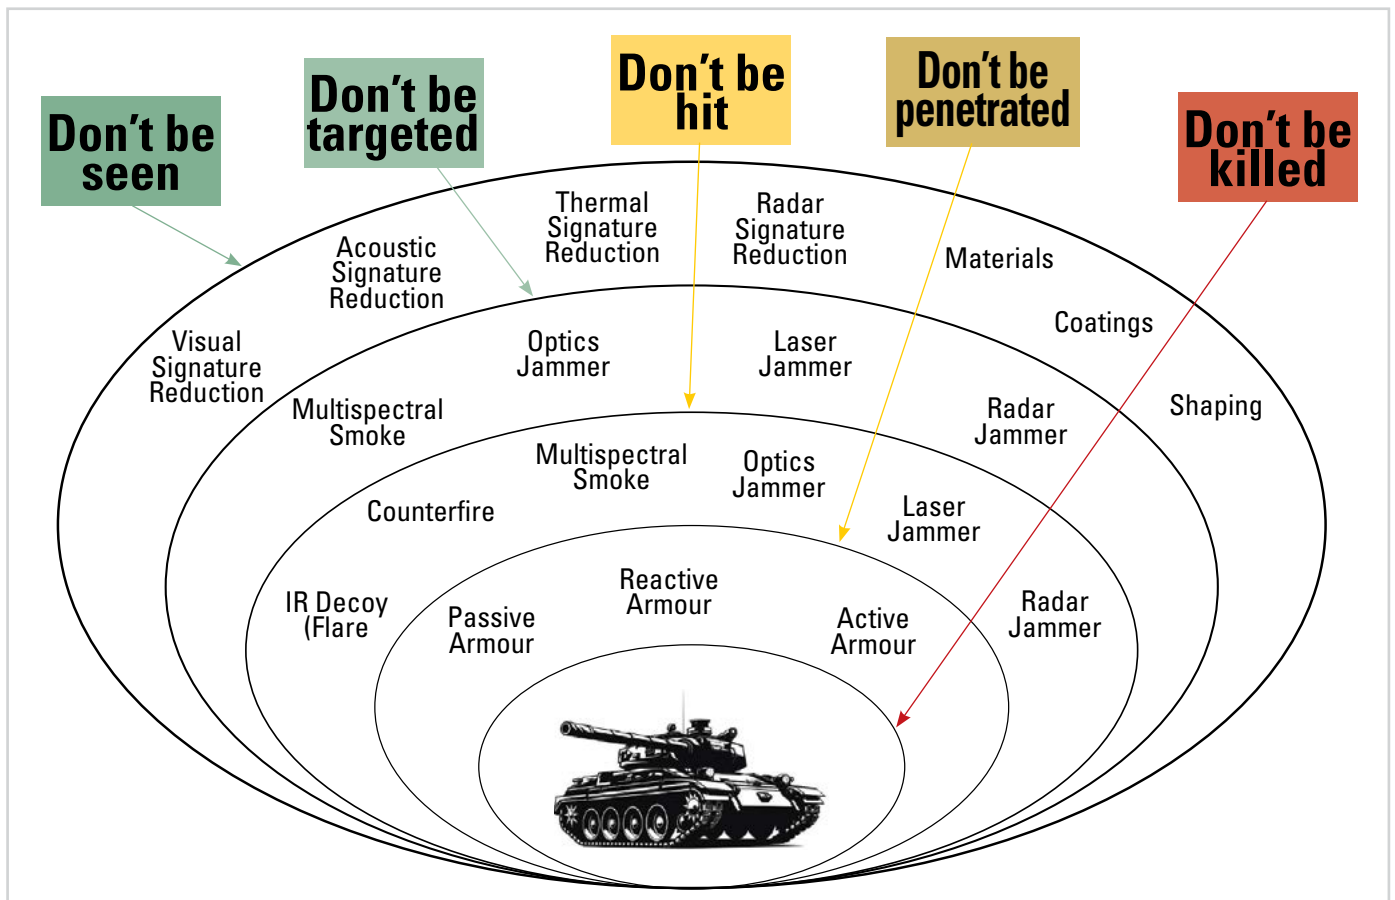 Don't be
seen
Don't be
targeted
Don't be
hit
Don't be
penetrated
Don't be
killed
Visual
Signature
Reduction
Acoustic
Signature
Reduction
Thermal
Signature
Reduction
Radar
Signature
Reduction
Materials
Coatings
Shaping
Multispectral
Smoke
Optics
Jammer
Laser
Jammer
Radar
Jammer
IR Decoy
(Flare
Counterfire
Multispectral
Smoke
Optics
Jammer
Laser
Jammer
Radar
Jammer
Passive
Armour
Reactive
Armour
Active
Armour